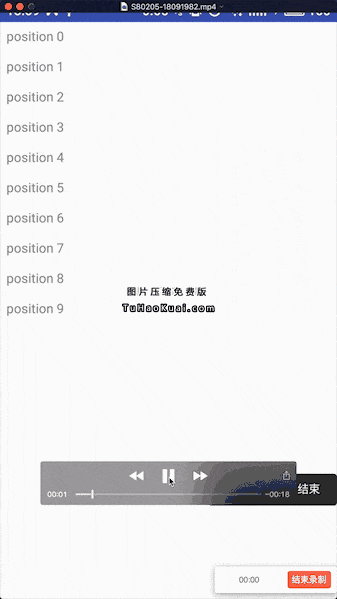 S80205-18091982.mp4
position 0
position 1
position 2
position 3
position 4
position 5
position 6
position 7
position 8
position 9
图片压缩免费版
TuHaoKuai.com
00:01
-00:18
结束
00:00
结束录制